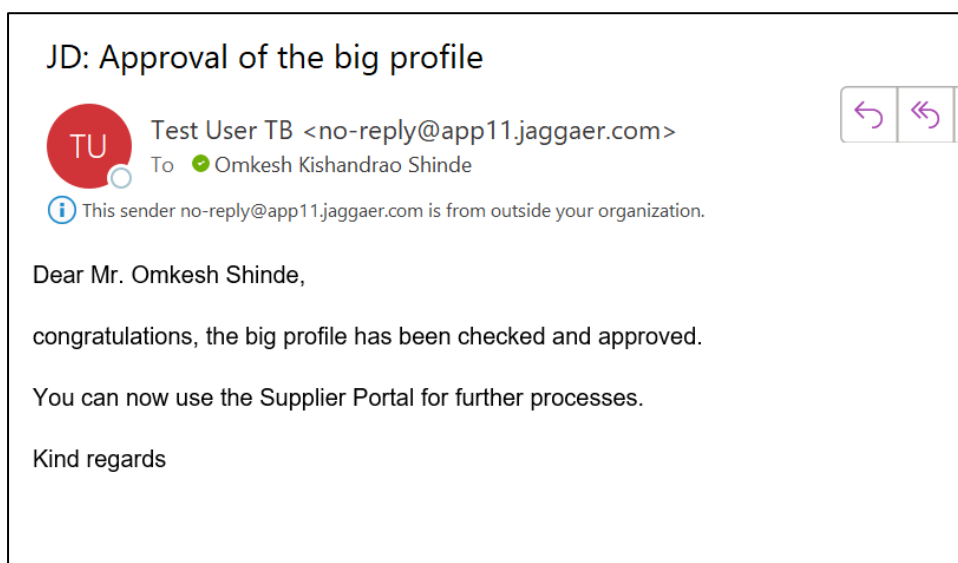 JD: Approval of the big profile
TU
Test User TB <no-reply@app11.jaggaer.com>
To Omkesh Kishandrao Shinde
This sender no-reply@app11.jaggaer.com is from outside your organization.
Dear Mr. Omkesh Shinde,
congratulations, the big profile has been checked and approved.
You can now use the Supplier Portal for further processes.
Kind regards